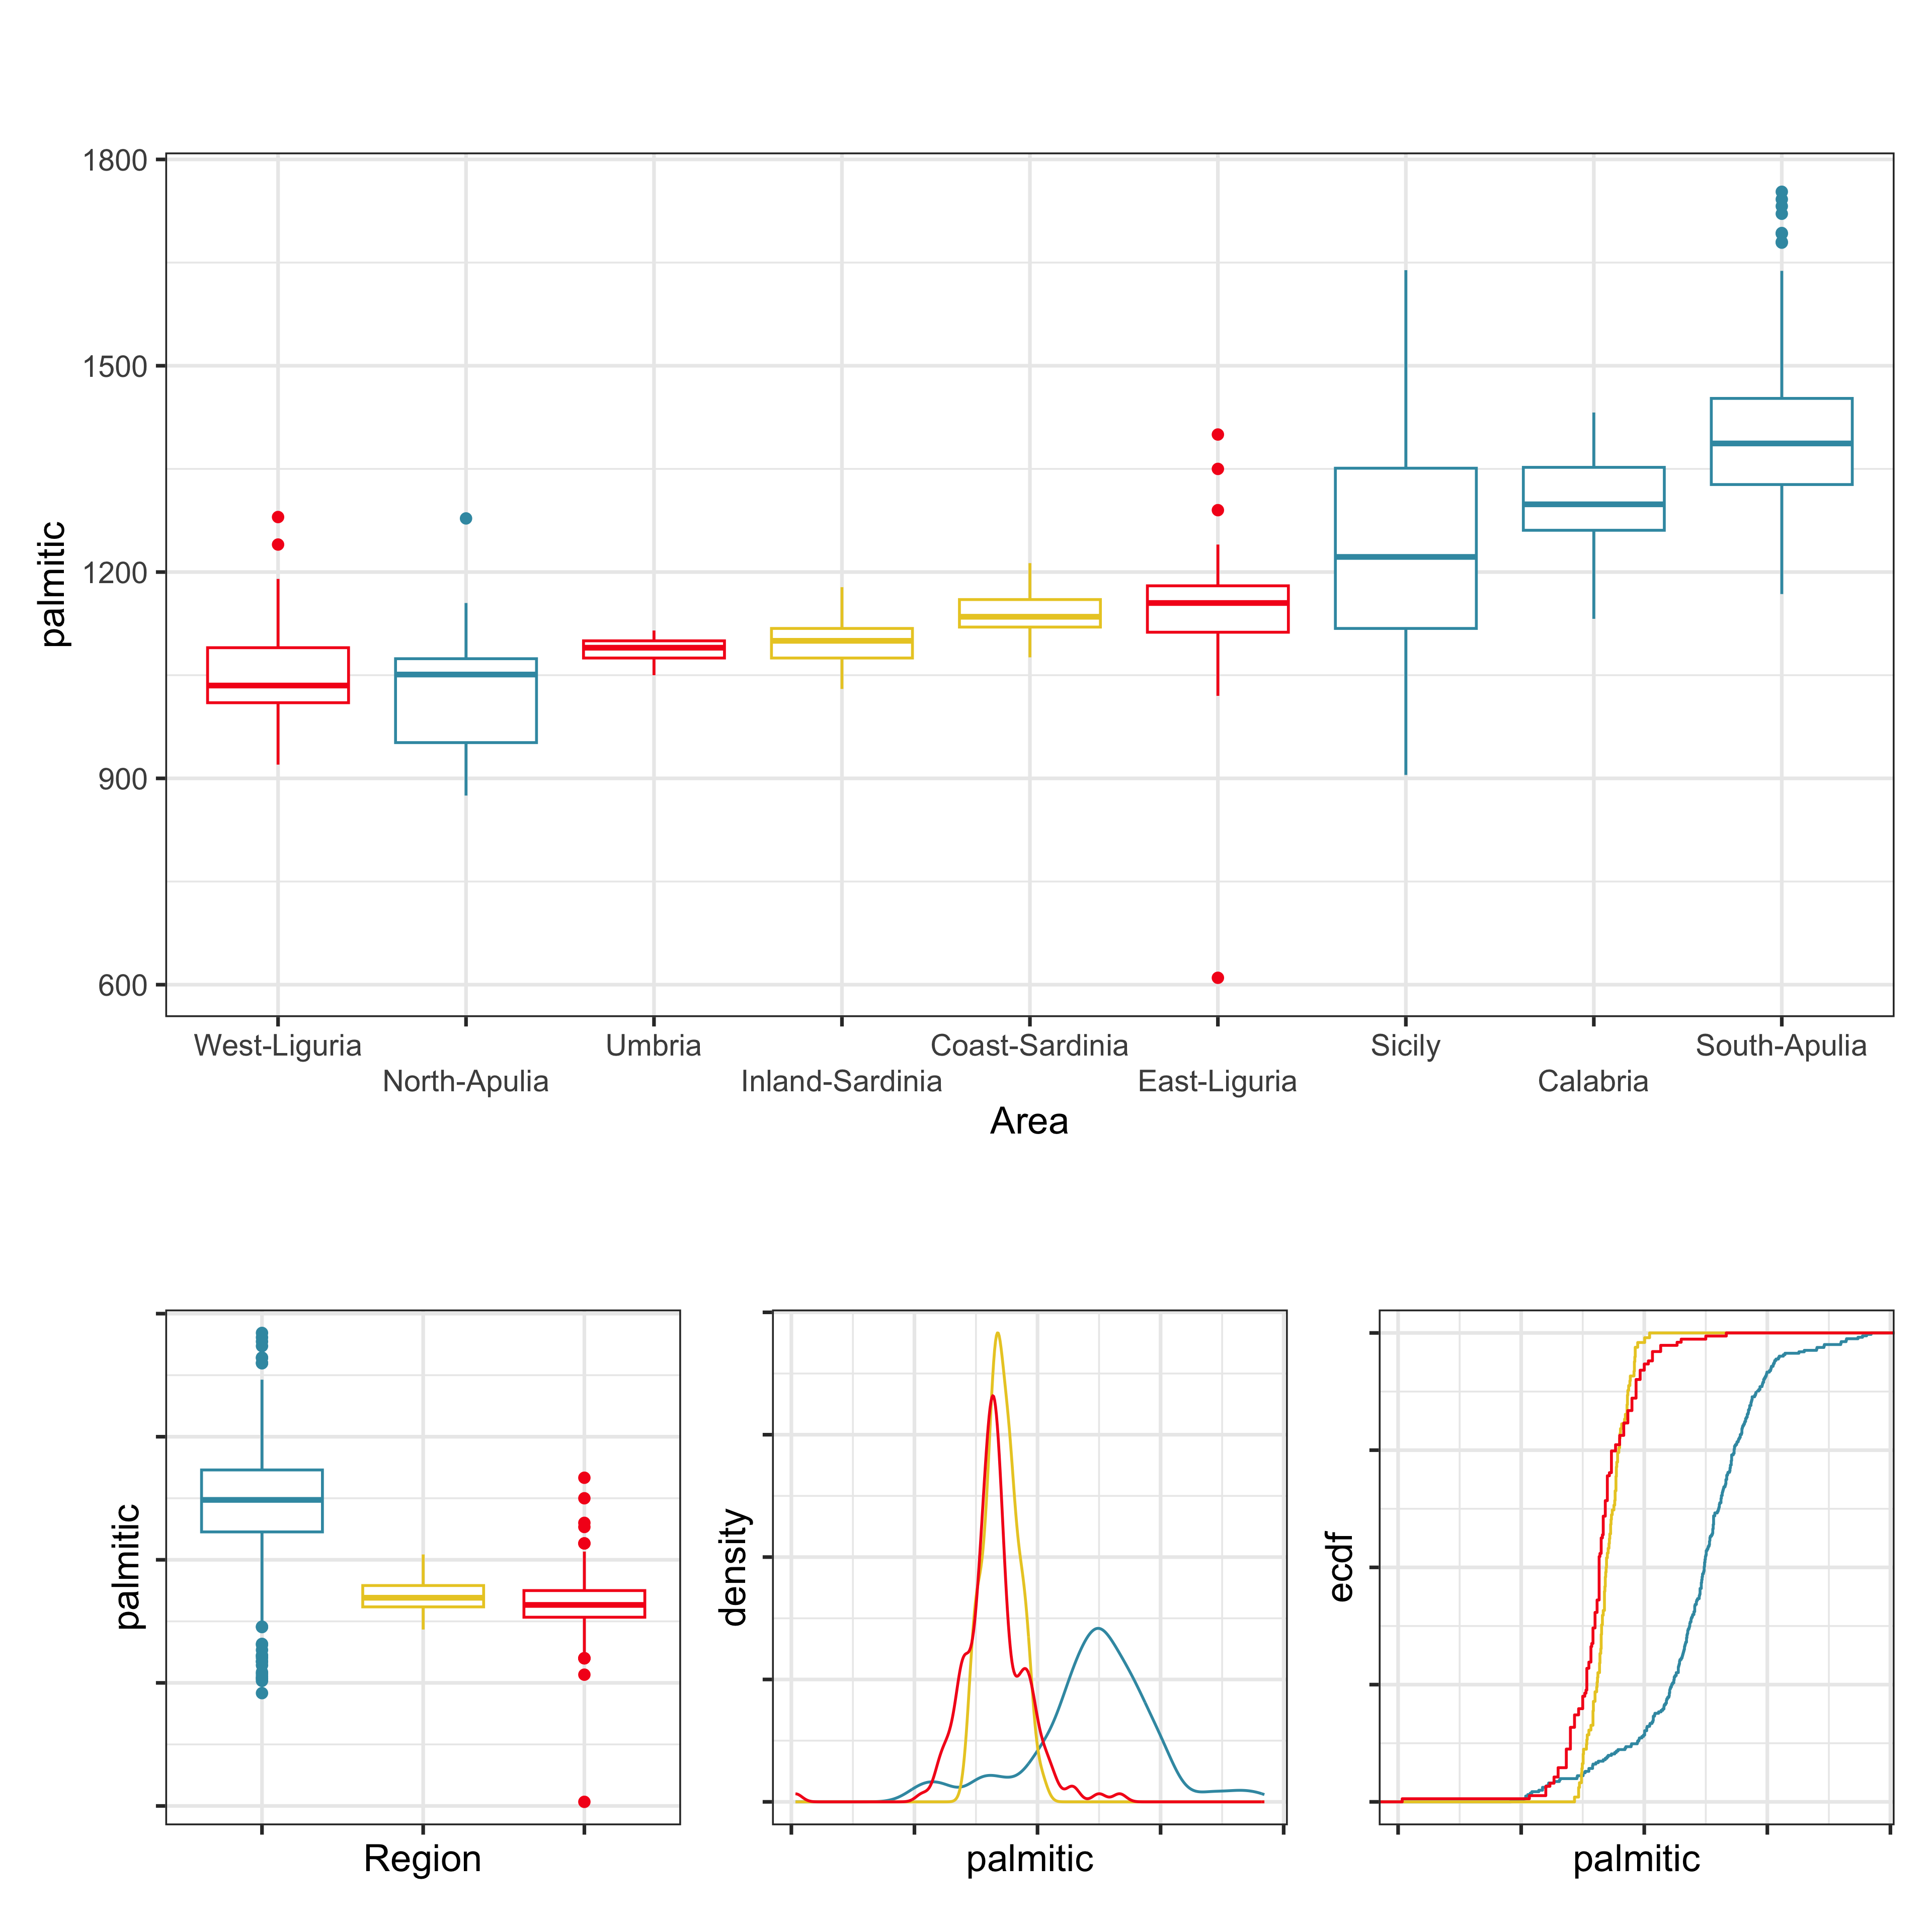 1800
1500
1200
900
600
palmitic
West-Liguria Umbria Coast-Sardinia Sicily South-Apulia
North-Apulia Inland-Sardinia East-Liguria Calabria
Area
palmitic
Region
density
palmitic
ecdf
palmitic